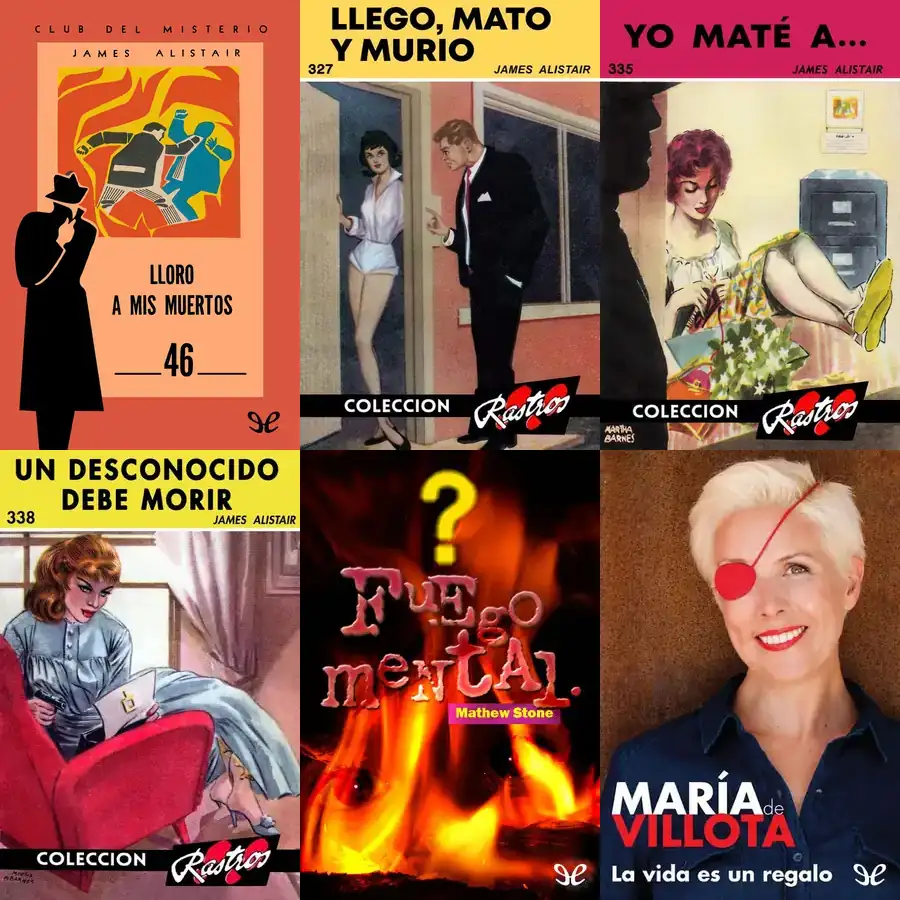 CLUB DEL MISTERIO
JAMES ALISTAIR
LLORO
A MIS MUERTOS
46
LLEGO, MATO
Y MURIO
327
JAMES ALISTAIR
COLECCION
Rastros
YO MATÉ A...
335
JAMES ALISTAIR
COLECCION
Rastros
MARTHA
BARNES
UN DESCONOCIDO
DEBE MORIR
338
JAMES ALISTAIR
COLECCION
Rastros
?
FuEgo
mentAl.
Mathew Stone
MARÍA de
VILLOTA
La vida es un regalo